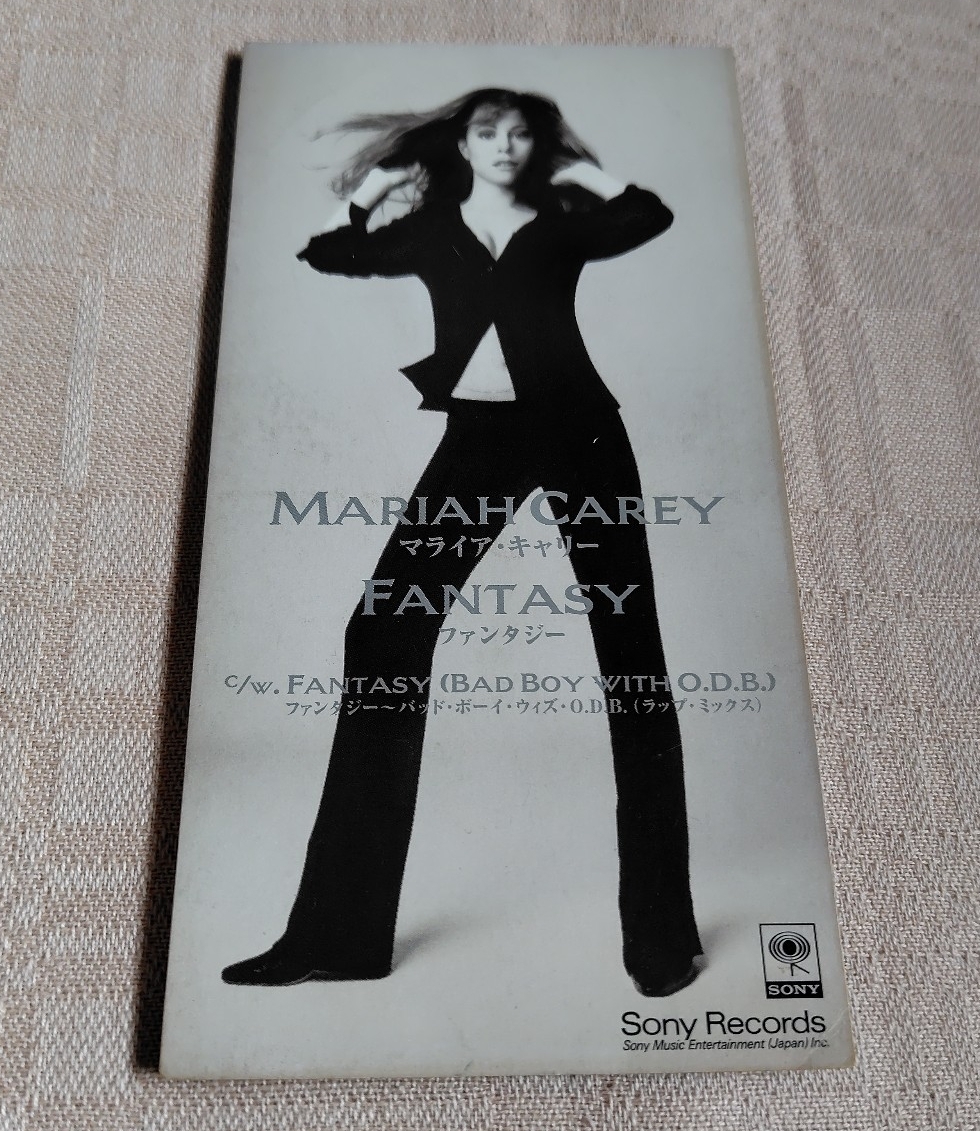 MARIAH CAREY
マライア・キャリー
FANTASY
ファンタジー
c/w. FANTASY (BAD BOY WITH O.D.B.)
ファンタジー〜バッド・ボーイ・ウィズ・O.D.B. (ラップ・ミックス)
SONY
Sony Records
Sony Music Entertainment (Japan) Inc.